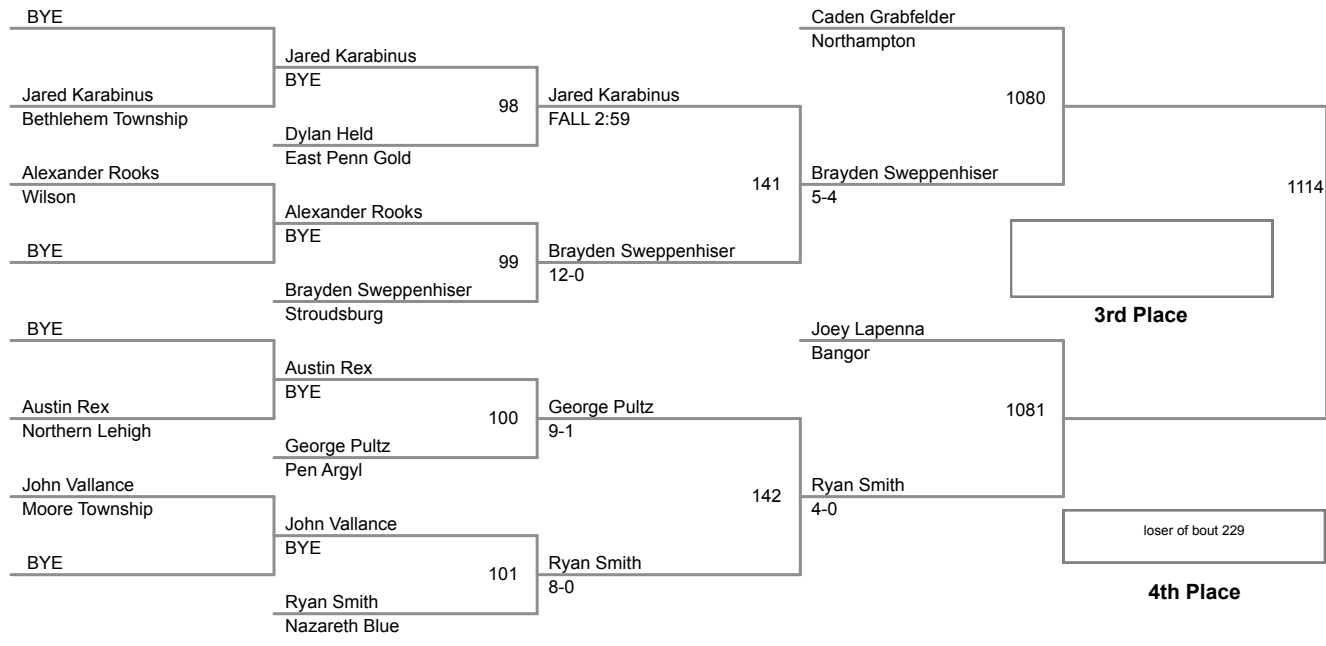 BYE
Jared Karabinus
Bethlehem Township
Alexander Rooks
Wilson
BYE
BYE
Austin Rex
Northern Lehigh
John Vallance
Moore Township
BYE
Jared Karabinus
BYE
98
Dylan Held
East Penn Gold
Alexander Rooks
BYE
99
Brayden Sweppenhiser
Stroudsburg
Austin Rex
BYE
100
George Pultz
Pen Argyl
John Vallance
BYE
101
Ryan Smith
Nazareth Blue
Jared Karabinus
FALL 2:59
141
Brayden Sweppenhiser
12-0
George Pultz
9-1
142
Ryan Smith
8-0
Caden Grabfelder
Northampton
1080
Brayden Sweppenhiser
5-4
Joey Lapenna
Bangor
1081
Ryan Smith
4-0
1114
3rd Place
loser of bout 229
4th Place